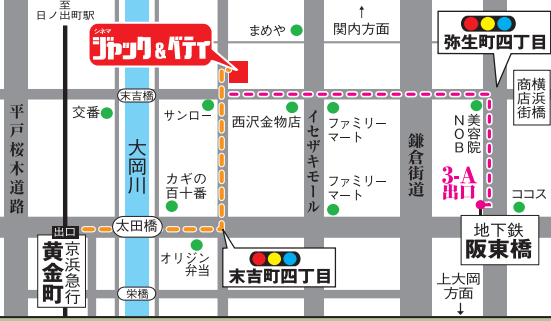 至
日ノ出町駅
シネマ
ジャック&ベティ
まめや
↑
関内方面
弥生町四丁目
横浜橋
商店街
末吉橋
交番
サンロー
西沢金物店
ファミリー
マート
美容院
NOB
平戸桜木道路
大岡川
イセザキモール
鎌倉街道
カギの
百十番
ファミリー
マート
3-A
出口
ココス
太田橋
出口
京浜急行
黄金町
オリジン
弁当
末吉町四丁目
地下鉄
阪東橋
栄橋
上大岡
方面
↓